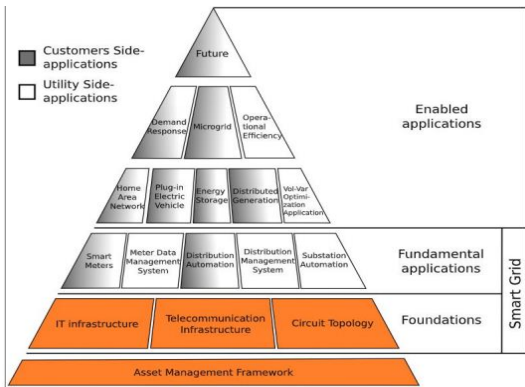 Customers Side-
applications
Utility Side-
applications
Future
Demand
Response
Microgrid
Opera-
tional
Efficiency
Enabled
applications
Home
Area
Network
Plug-in
Electric
Vehicle
Energy
Storage
Distributed
Generation
Vol-Var
Optimi-
zation
Application
Smart
Meters
Meter Data
Management
System
Distribution
Automation
Distribution
Management
System
Substation
Automation
Fundamental
applications
IT infrastructure
Telecommunication
Infrastructure
Circuit Topology
Foundations
Smart Grid
Asset Management Framework